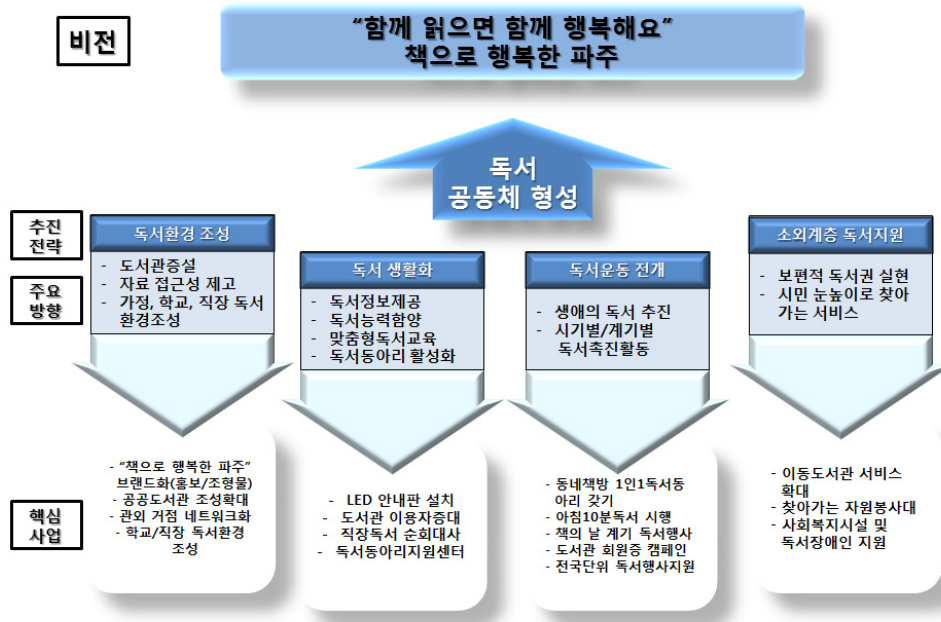 비전
“함께 읽으면 함께 행복해요”
책으로 행복한 파주
독서
공동체 형성
추진
전략
독서환경 조성
독서 생활화
독서운동 전개
소외계층 독서지원
주요
방향
- 도서관증설
- 자료 접근성 제고
- 가정, 학교, 직장 독서
환경조성
- 독서정보제공
- 독서능력함양
- 맞춤형독서교육
- 독서동아리 활성화
- 생애의 독서 추진
- 시기별/계기별
독서촉진활동
- 보편적 독서권 실현
- 시민 눈높이로 찾아
가는 서비스
핵심
사업
- “책으로 행복한 파주”
브랜드화(홍보/조형물)
- 공공도서관 조성확대
- 관외 거점 네트워크화
- 학교/직장 독서환경
조성
- LED 안내판 설치
- 도서관 이용자증대
- 직장독서 순회대사
- 독서동아리지원센터
- 동네책방 1인1독서동
아리 갖기
- 아침10분독서 시행
- 책의 날 계기 독서행사
- 도서관 회원증 캠페인
- 전국단위 독서행사지원
- 이동도서관 서비스
확대
- 찾아가는 자원봉사대
- 사회복지시설 및
독서장애인 지원